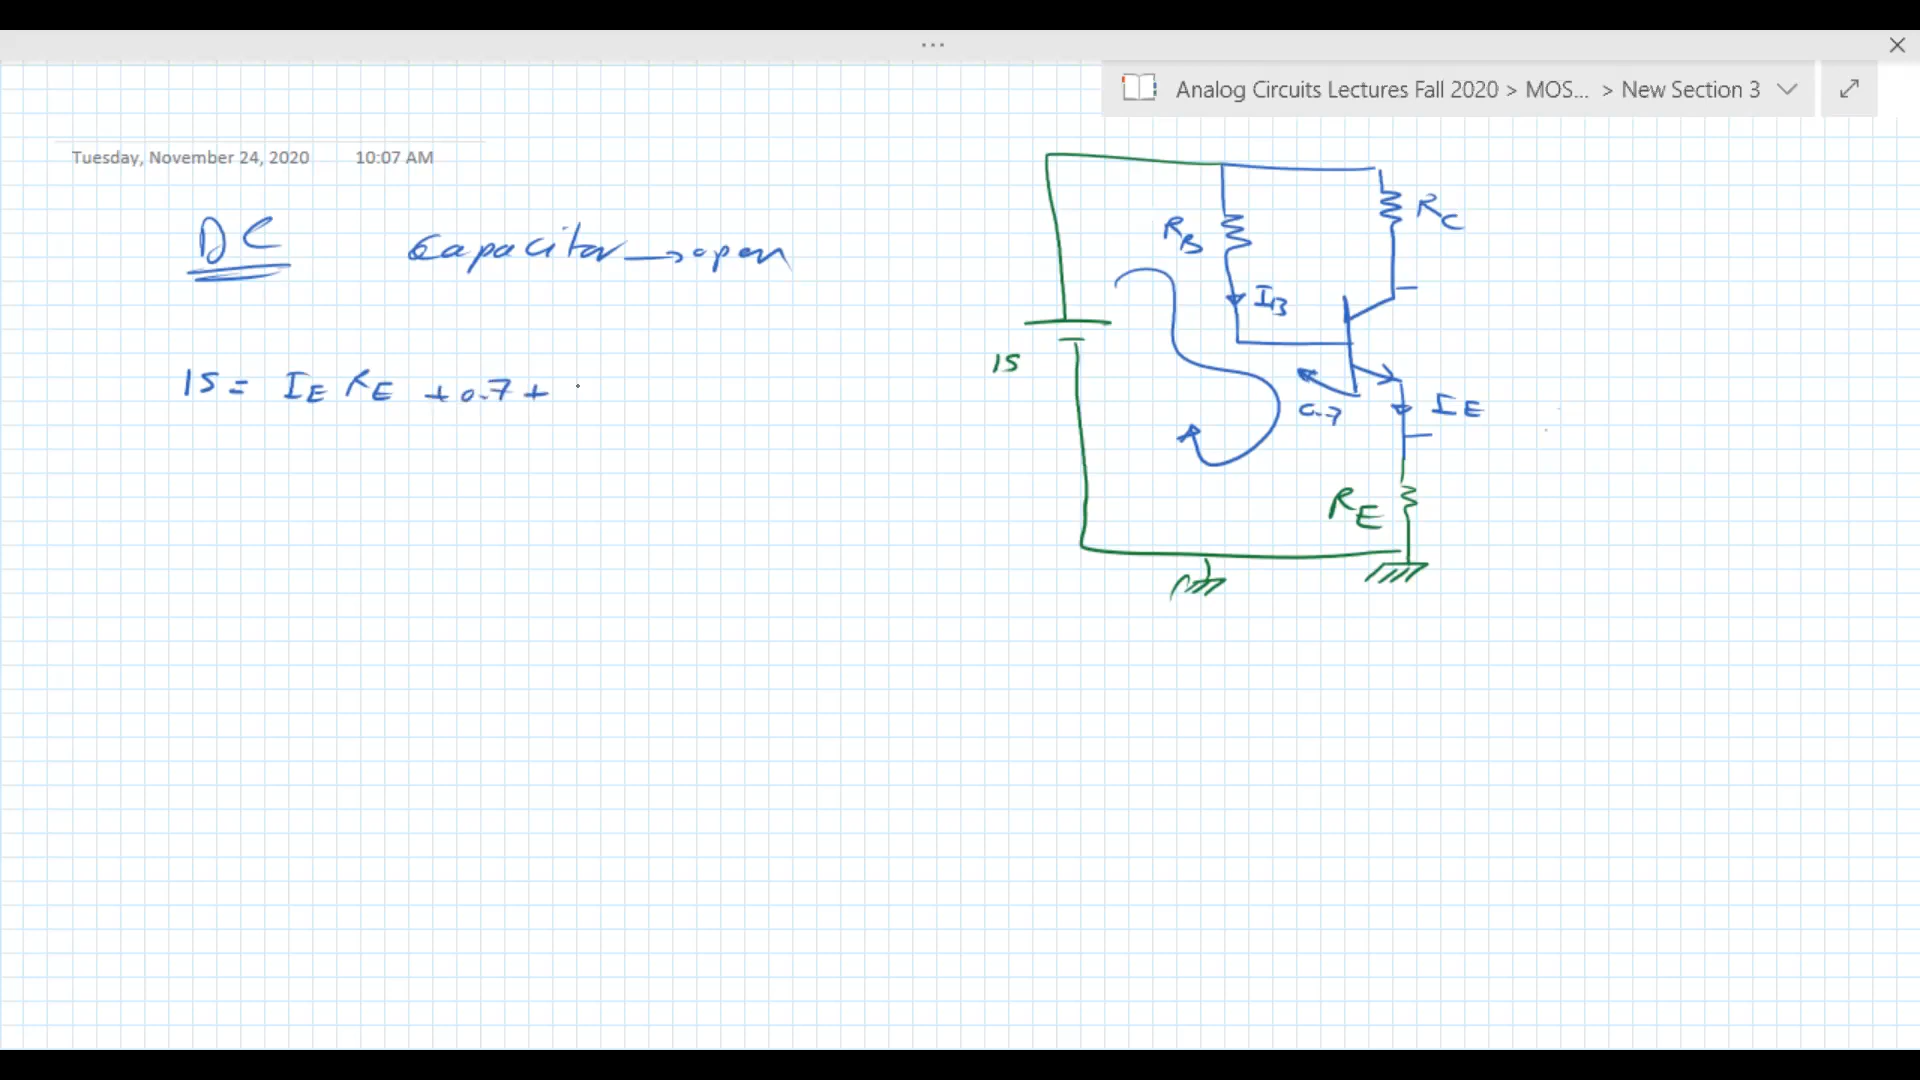 ...
Analog Circuits Lectures Fall 2020 > MOS... > New Section 3
Tuesday, November 24, 2020 10:07 AM
DC capacitor → open
15 = IE RE + 0.7 +
RC
RB
IB
15
0.7
IE
RE